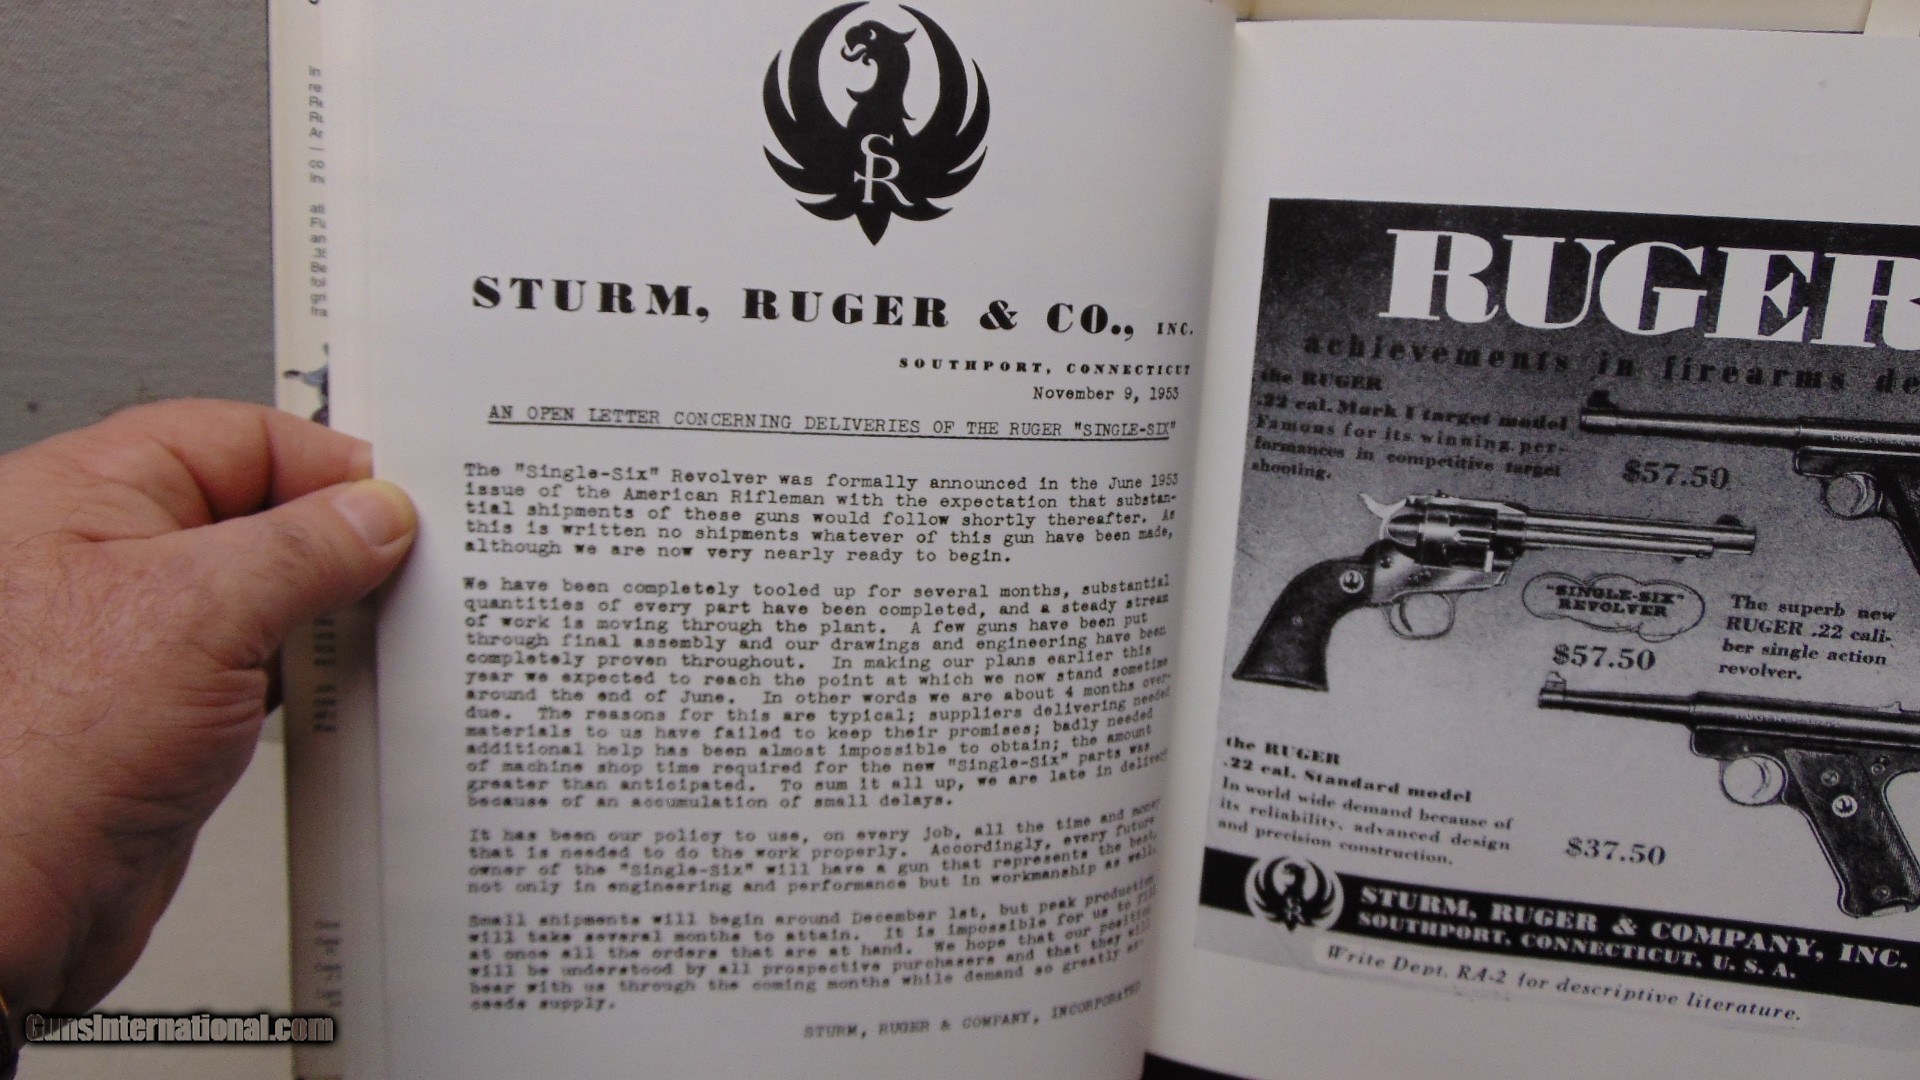 SR
STURM, RUGER & CO., INC.
SOUTHPORT, CONNECTICUT
November 9, 1953
AN OPEN LETTER CONCERNING DELIVERIES OF THE RUGER "SINGLE-SIX"
The "Single-Six" Revolver was formally announced in the June 1953
issue of the American Rifleman with the expectation that substan-
tial shipments of these guns would follow shortly thereafter. As
this is written no shipments whatever of this gun have been made,
although we are now very nearly ready to begin.
We have been completely tooled up for several months, substantial
quantities of every part have been completed, and a steady stream
of work is moving through the plant. A few guns have been put
through final assembly and our drawings and engineering have been
completely proven throughout. In making our plans earlier this
year we expected to reach the point at which we now stand sometime
around the end of June. In other words we are about 4 months over-
due. The reasons for this are typical; suppliers delivering needed
materials to us have failed to keep their promises; badly needed
additional help has been almost impossible to obtain; the amount
of machine shop time required for the new "Single-Six" parts was
greater than anticipated. To sum it all up, we are late in delivery
because of an accumulation of small delays.
It has been our policy to use, on every job, all the time and money
that is needed to do the work properly. Accordingly, every future
owner of the "Single-Six" will have a gun that represents the best,
not only in engineering and performance but in workmanship as well.
Small shipments will begin around December 1st, but peak production
will take several months to attain. It is impossible for us to fill
at once all the orders that are at hand. We hope that our position
will be understood by all prospective purchasers and that they will
bear with us through the coming months while demand so greatly ex-
ceeds supply.
STURM, RUGER & COMPANY, INCORPORATED
RUGER
achievements in firearms de
the RUGER
.22 cal. Mark I target model
Famous for its winning per-
formances in competitive target
shooting.
$57.50
"SINGLE-SIX"
REVOLVER
$57.50
The superb new
RUGER .22 cali-
ber single action
revolver.
the RUGER
.22 cal. Standard model
In world wide demand because of
its reliability, advanced design
and precision construction.
$37.50
SR
STURM, RUGER & COMPANY, INC.
SOUTHPORT, CONNECTICUT, U. S. A.
Write Dept. RA-2 for descriptive literature.
GunsInternational.com